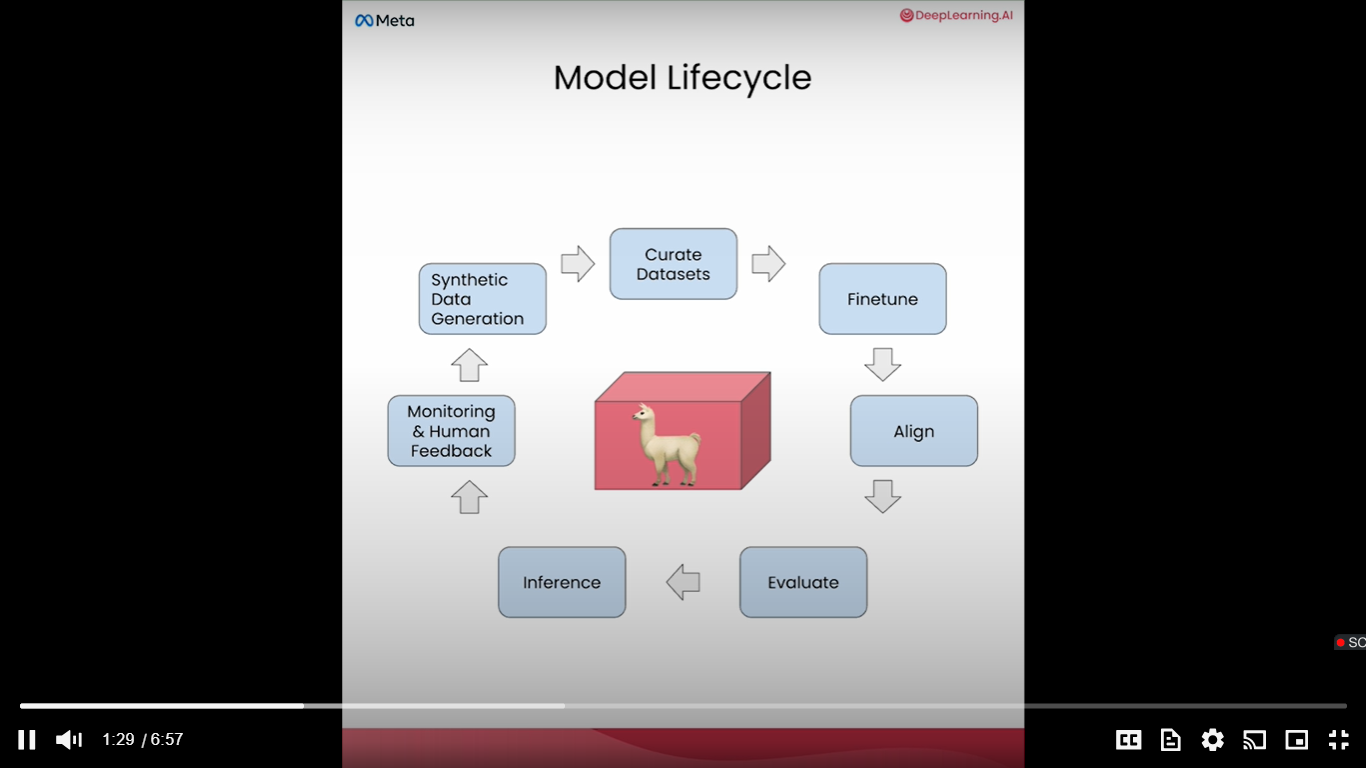 Meta
DeepLearning.AI
Model Lifecycle
Curate
Datasets
Synthetic
Data
Generation
Finetune
Monitoring
& Human
Feedback
Align
Inference
Evaluate
SC
1:29 / 6:57
CC